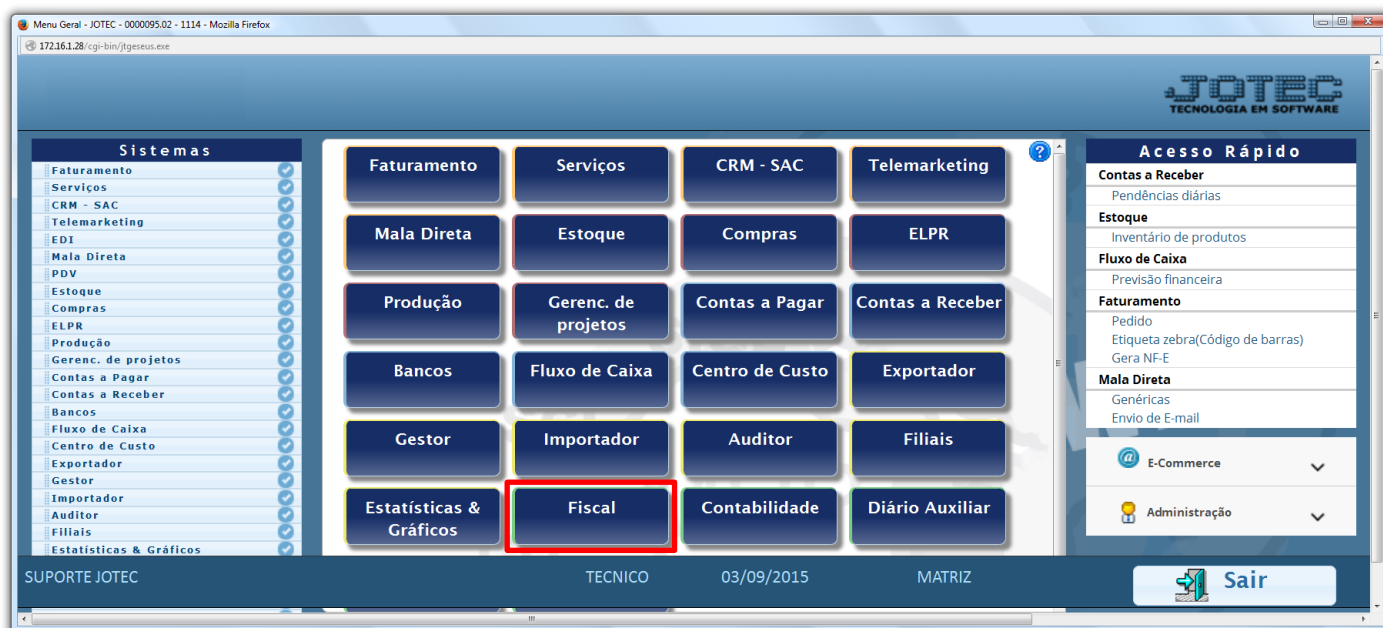 Menu Geral - JOTEC - 0000095.02 - 1114 - Mozilla Firefox
172.16.1.28/cgi-bin/jtgeseus.exe
JOTEC
TECNOLOGIA EM SOFTWARE
Sistemas
Faturamento
Serviços
CRM - SAC
Telemarketing
EDI
Mala Direta
PDV
Estoque
Compras
ELPR
Produção
Gerenc. de projetos
Contas a Pagar
Contas a Receber
Bancos
Fluxo de Caixa
Centro de Custo
Exportador
Gestor
Importador
Auditor
Filiais
Estatísticas & Gráficos
Faturamento
Serviços
CRM - SAC
Telemarketing
Mala Direta
Estoque
Compras
ELPR
Produção
Gerenc. de
projetos
Contas a Pagar
Contas a Receber
Bancos
Fluxo de Caixa
Centro de Custo
Exportador
Gestor
Importador
Auditor
Filiais
Estatísticas &
Gráficos
Fiscal
Contabilidade
Diário Auxiliar
?
Acesso Rápido
Contas a Receber
Pendências diárias
Estoque
Inventário de produtos
Fluxo de Caixa
Previsão financeira
Faturamento
Pedido
Etiqueta zebra(Código de barras)
Gera NF-E
Mala Direta
Genéricas
Envio de E-mail
@ E-Commerce
Administração
SUPORTE JOTEC TECNICO 03/09/2015 MATRIZ
Sair